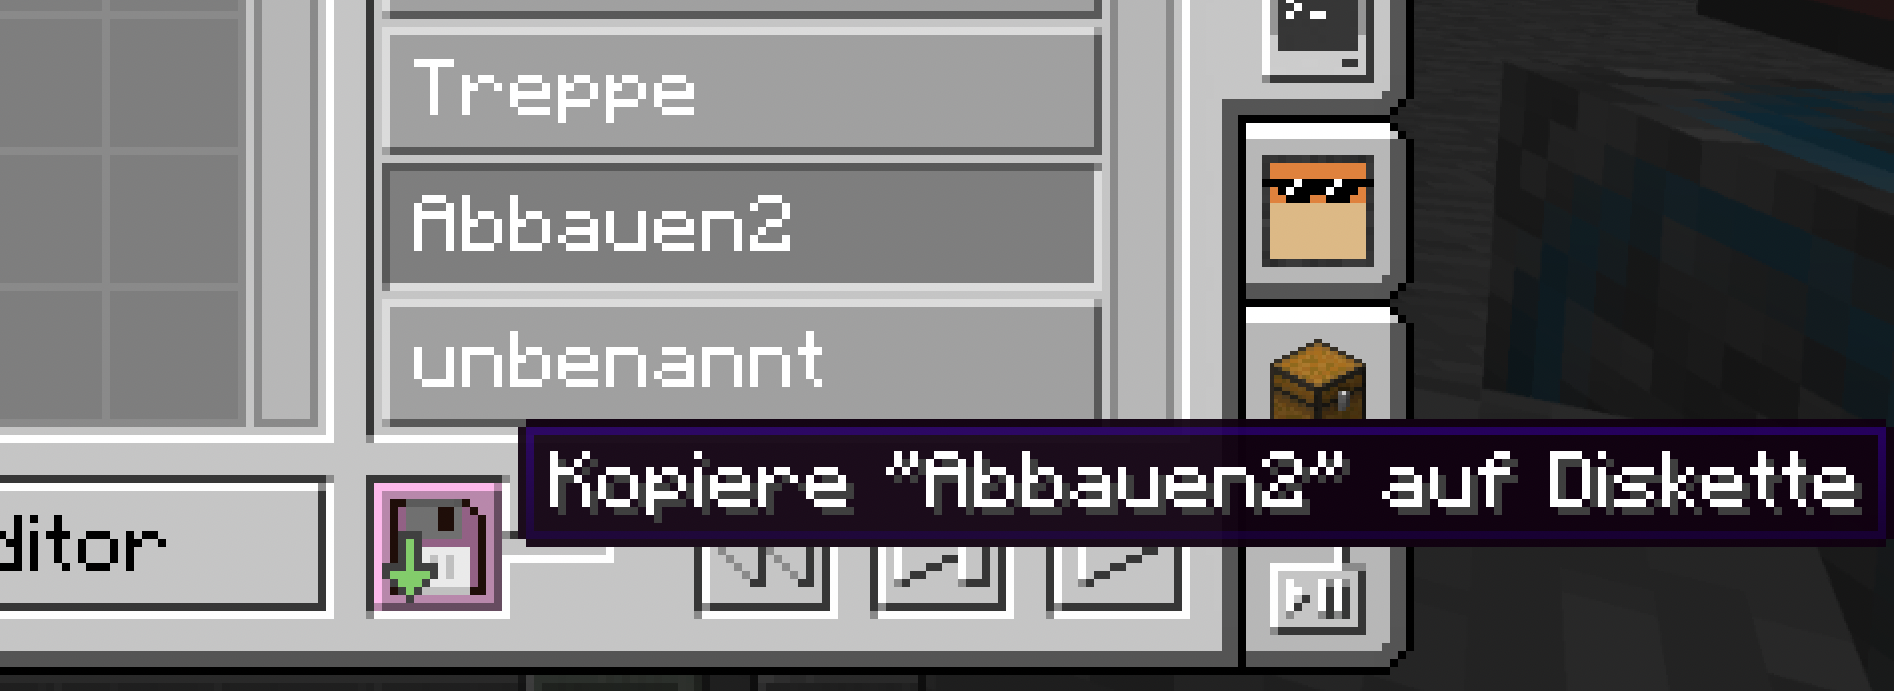 Treppe
Abbauen2
unbenannt
Kopiere "Abbauen2" auf Diskette
ditor